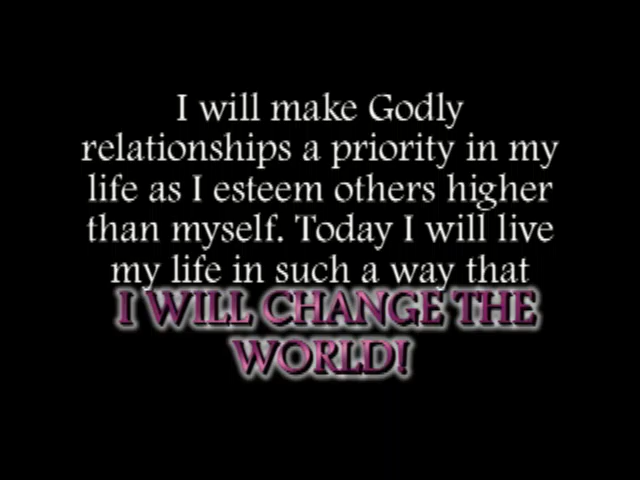 I will make Godly
relationships a priority in my
life as I esteem others higher
than myself. Today I will live
my life in such a way that
I WILL CHANGE THE
WORLD!